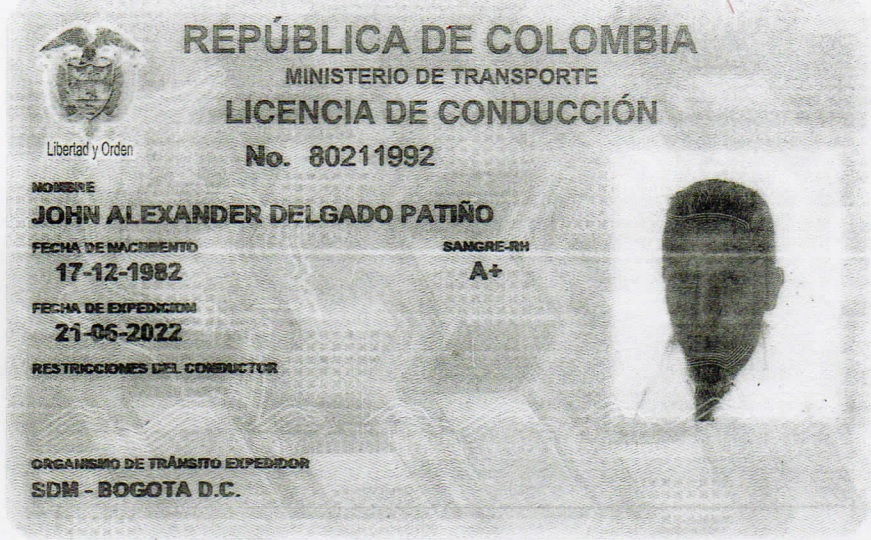 REPÚBLICA DE COLOMBIA
MINISTERIO DE TRANSPORTE
LICENCIA DE CONDUCCIÓN
Libertad y Orden
No. 80211992
NOMBRE
JOHN ALEXANDER DELGADO PATIÑO
FECHA DE NACIMIENTO SANGRE-RH
17-12-1982 A+
FECHA DE EXPEDICION
21-06-2022
RESTRICCIONES DEL CONDUCTOR
ORGANISMO DE TRÁNSITO EXPEDIDOR
SDM - BOGOTA D.C.